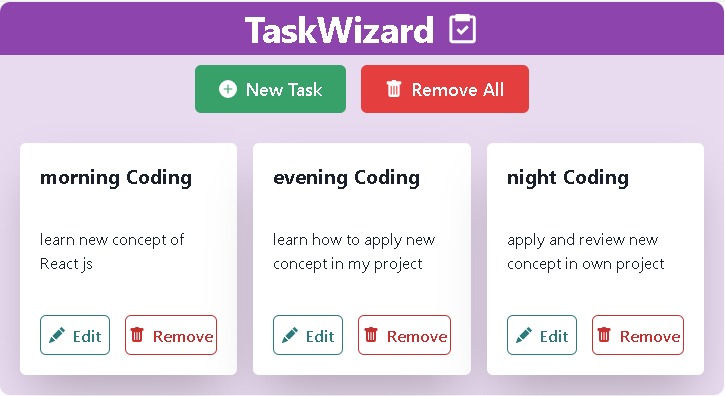 TaskWizard
New Task
Remove All
morning Coding
learn new concept of
React js
Edit
Remove
evening Coding
learn how to apply new
concept in my project
Edit
Remove
night Coding
apply and review new
concept in own project
Edit
Remove